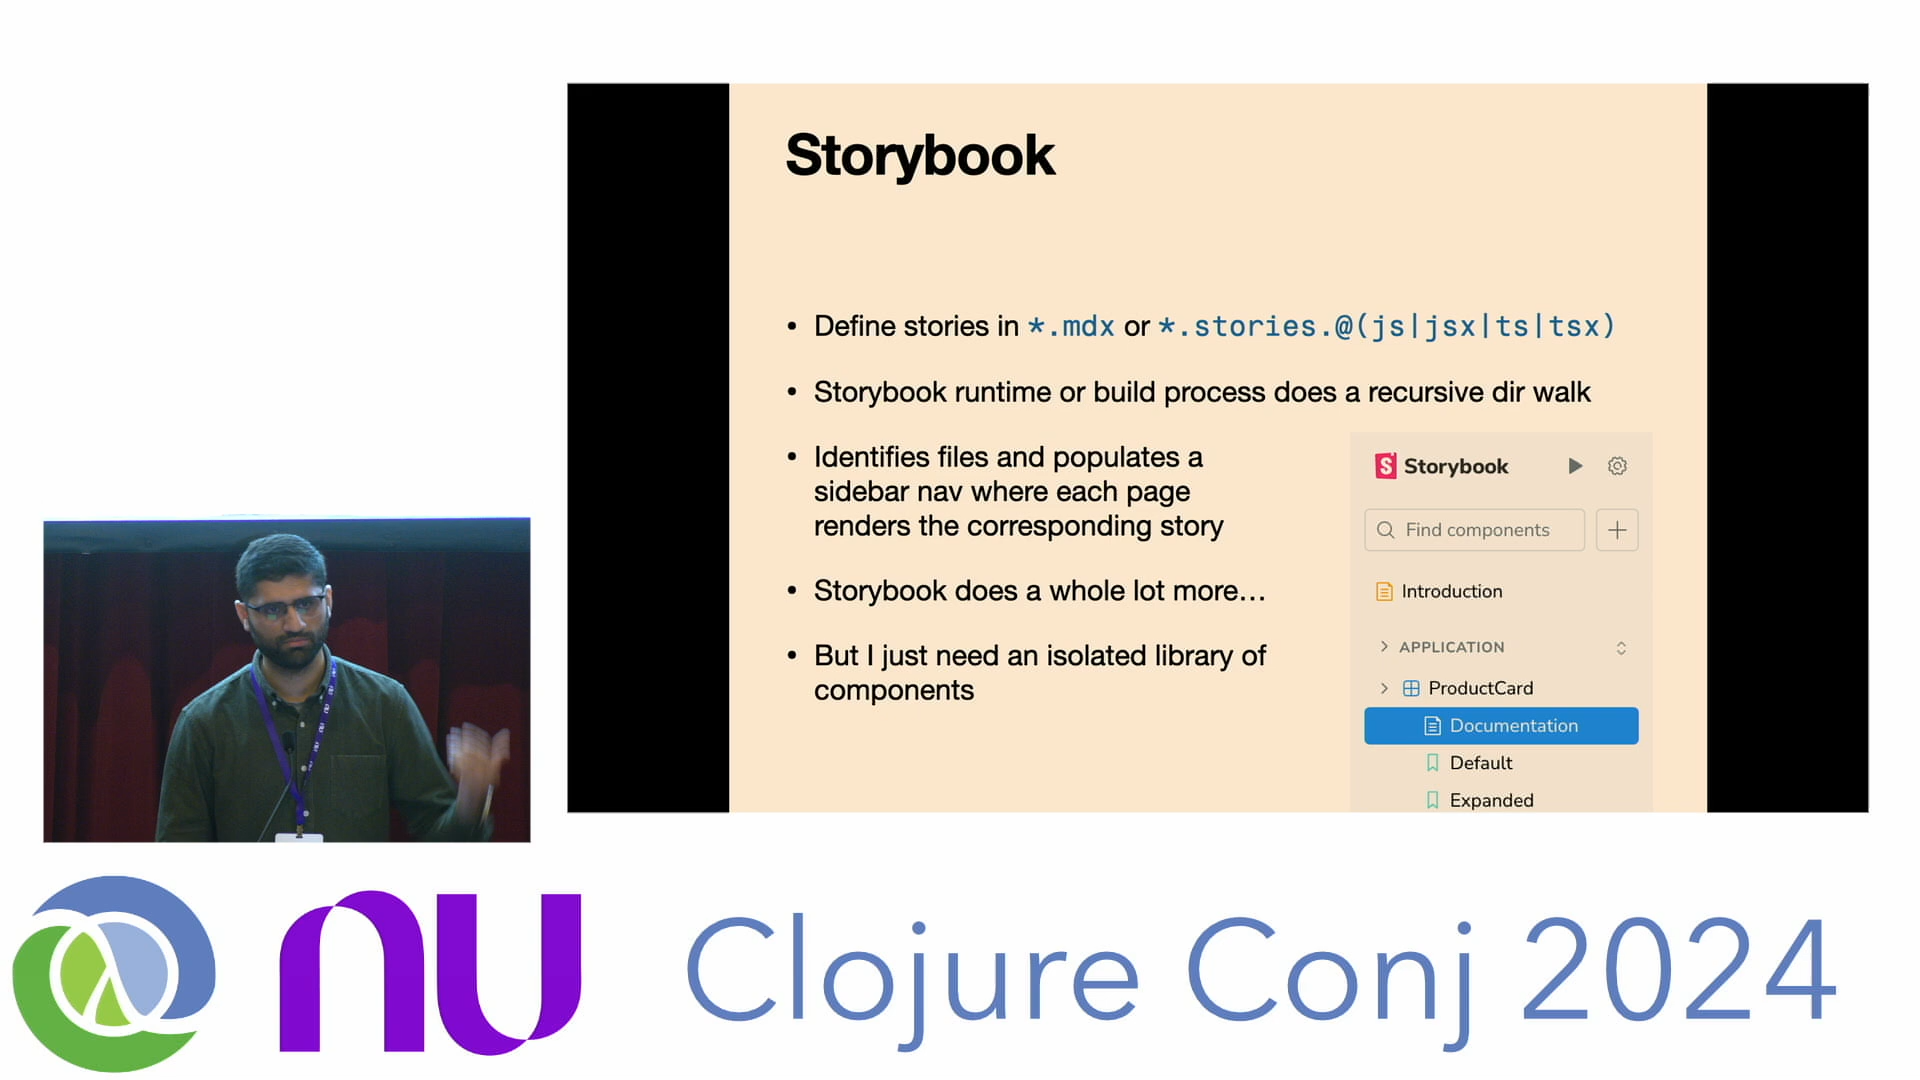 Storybook
• Define stories in *.mdx or *.stories.@(js|jsx|ts|tsx)
• Storybook runtime or build process does a recursive dir walk
• Identifies files and populates a
sidebar nav where each page
renders the corresponding story
• Storybook does a whole lot more…
• But I just need an isolated library of
components
S Storybook
Find components
Introduction
APPLICATION
ProductCard
Documentation
Default
Expanded
nu Clojure Conj 2024